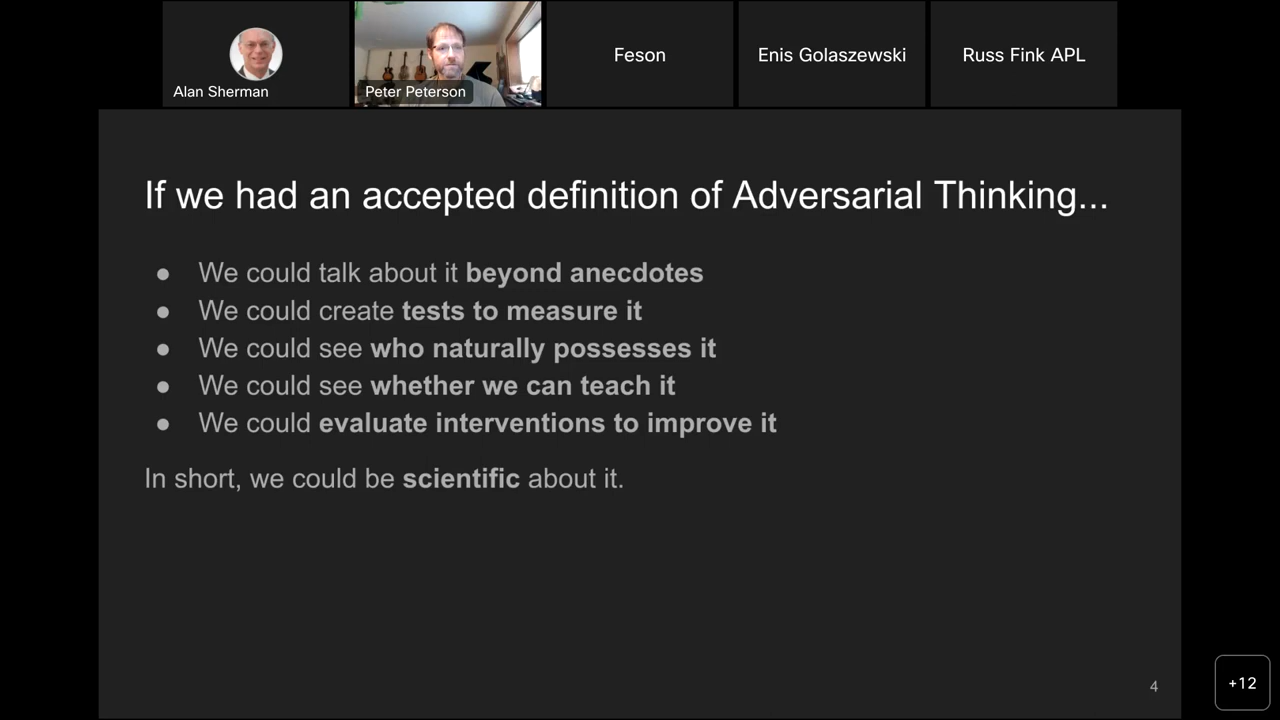 Alan Sherman
Peter Peterson
Feson
Enis Golaszewski
Russ Fink APL
If we had an accepted definition of Adversarial Thinking...
● We could talk about it beyond anecdotes
● We could create tests to measure it
● We could see who naturally possesses it
● We could see whether we can teach it
● We could evaluate interventions to improve it
In short, we could be scientific about it.
4
+12